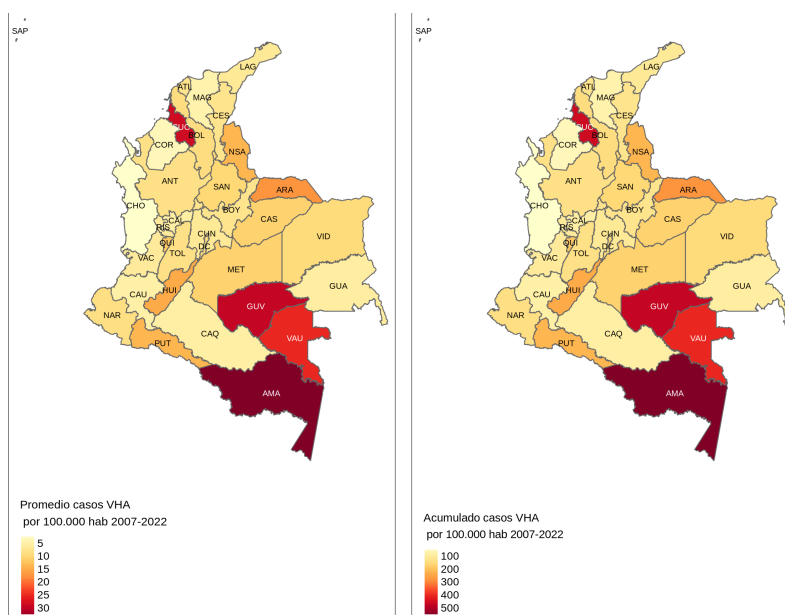 SAP
LAG
ATL
MAG
CES
SUC
BOL
COR
NSA
ANT
SAN
ARA
CHO
BOY
CAS
CAL
RIS
CUN
VID
QUI
DC
TOL
VAC
MET
HUI
GUA
CAU
GUV
NAR
CAQ
VAU
PUT
AMA
Promedio casos VHA
por 100.000 hab 2007-2022
5
10
15
20
25
30
SAP
LAG
ATL
MAG
CES
SUC
BOL
COR
NSA
ANT
SAN
ARA
CHO
BOY
CAS
CAL
RIS
CUN
VID
QUI
DC
TOL
VAC
MET
HUI
GUA
CAU
GUV
NAR
CAQ
VAU
PUT
AMA
Acumulado casos VHA
por 100.000 hab 2007-2022
100
200
300
400
500